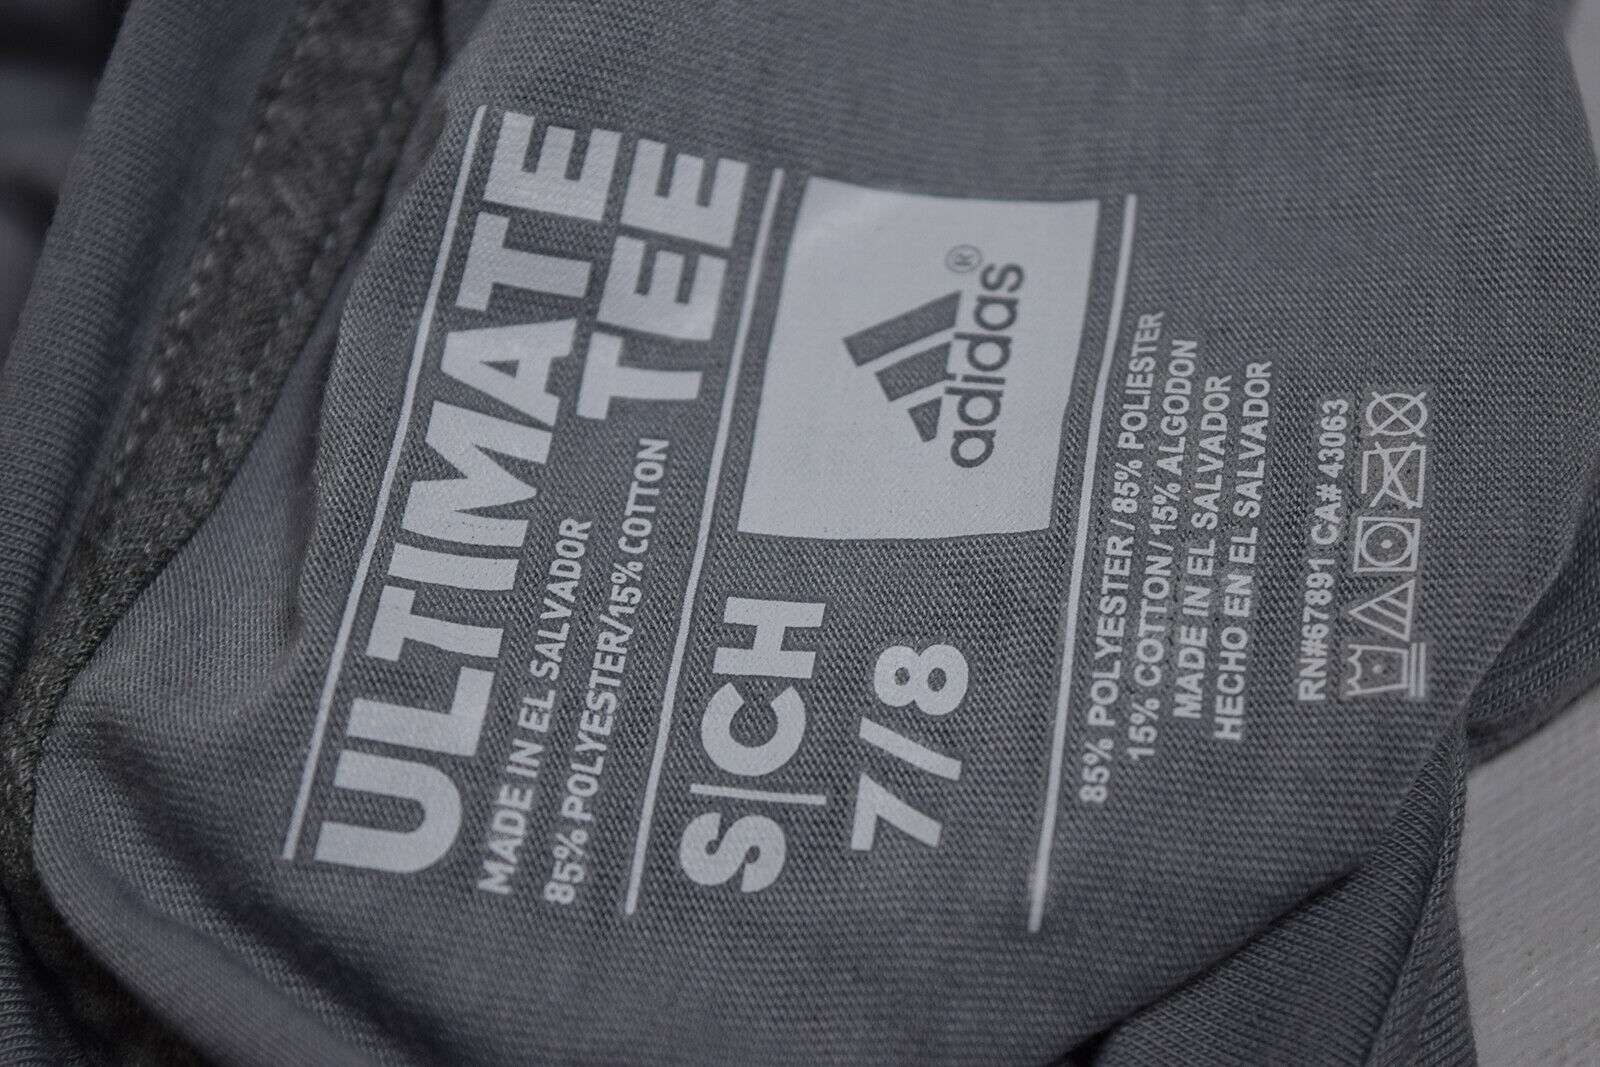 ULTIMATE
TEE
MADE IN EL SALVADOR
85% POLYESTER/15% COTTON
S|CH
7/8
adidas®
85% POLYESTER / 85% POLIESTER
15% COTTON / 15% ALGODON
MADE IN EL SALVADOR
HECHO EN EL SALVADOR
RN#67891 CA# 43063